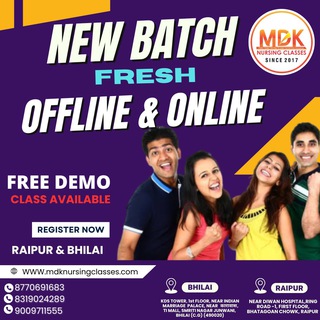 NEW BATCH
MDK
NURSING CLASSES
SINCE 2017
FRESH
OFFLINE & ONLINE
FREE DEMO
CLASS AVAILABLE
REGISTER NOW
RAIPUR & BHILAI
www.mdknursingclasses.com
8770691683
8319024289
9009711555
BHILAI
KDS TOWER, 1st FLOOR, NEAR INDIAN
MARRIAGE PALACE, NEAR
11 MALL, SMRITI NAGAR JUNWANI,
BHILAI (C.G) (490020)
RAIPUR
NEAR DIWAN HOSPITAL,RING
ROAD -1, FIRST FLOOR,
BHATAGOAN CHOWK, RAIPUR